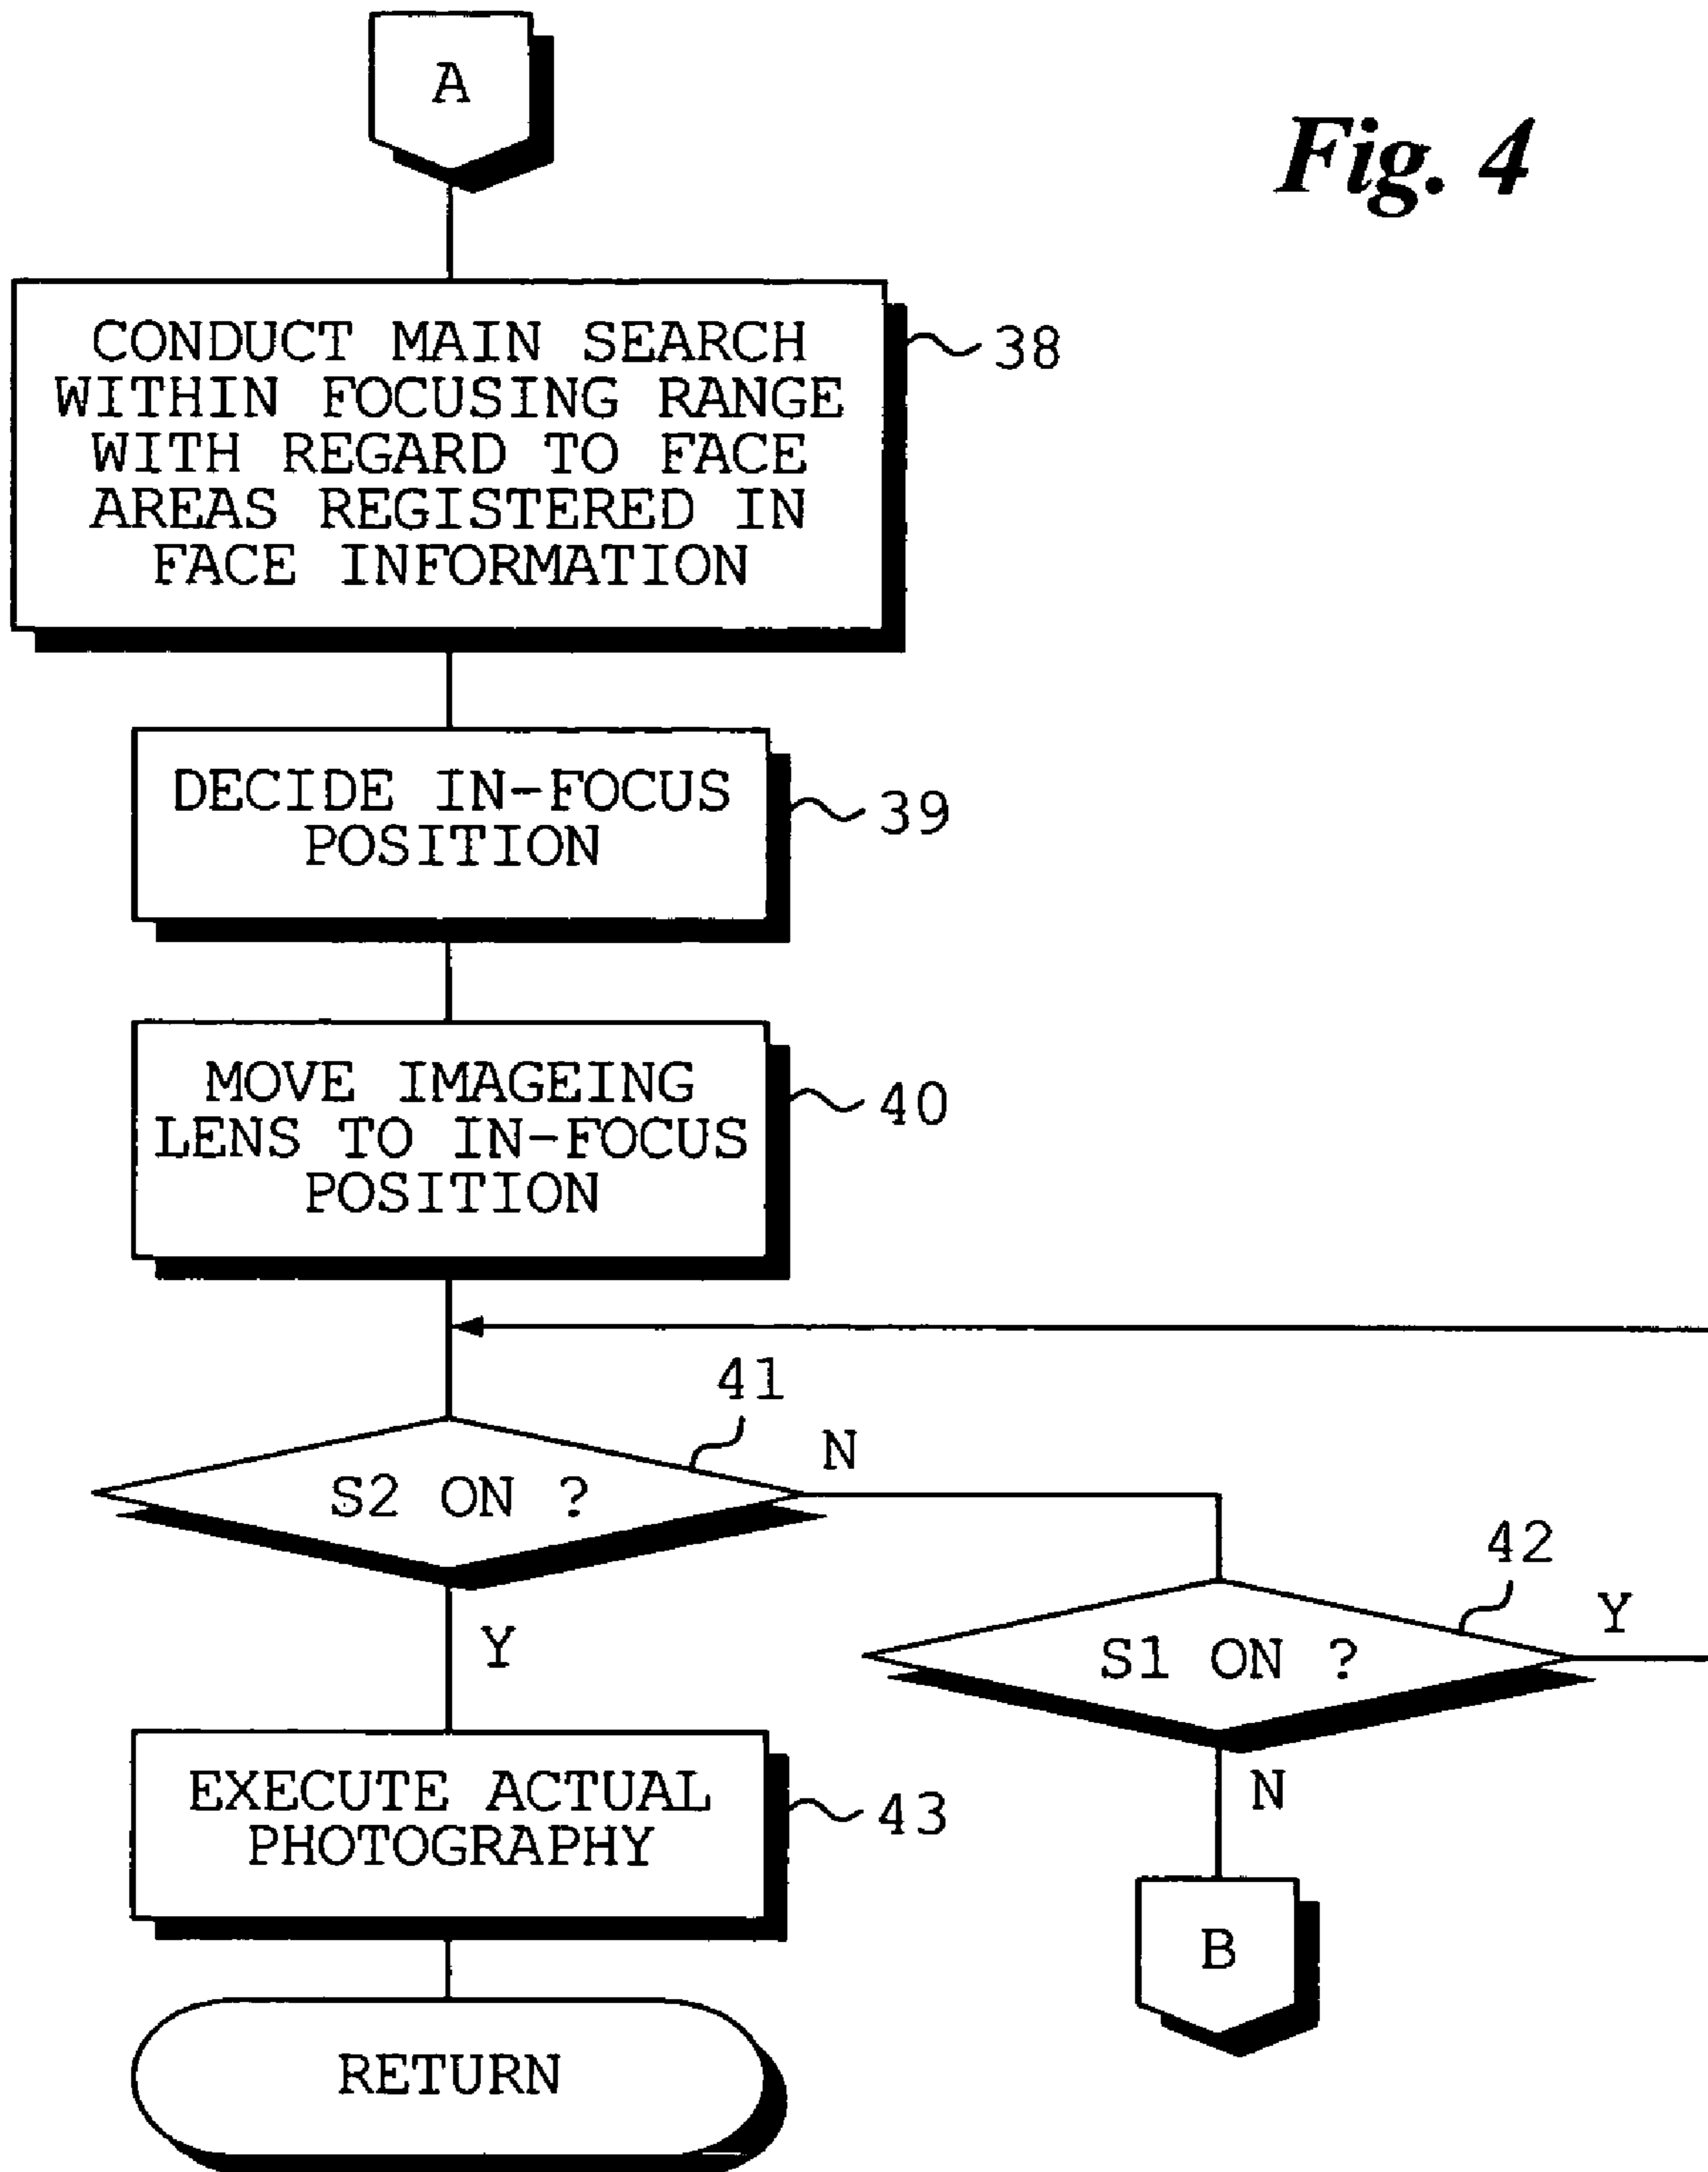 A
Fig. 4
CONDUCT MAIN SEARCH
WITHIN FOCUSING RANGE
WITH REGARD TO FACE
AREAS REGISTERED IN
FACE INFORMATION
38
DECIDE IN-FOCUS
POSITION
39
MOVE IMAGEING
LENS TO IN-FOCUS
POSITION
40
41
S2 ON ?
N
Y
42
S1 ON ?
Y
N
EXECUTE ACTUAL
PHOTOGRAPHY
43
B
RETURN